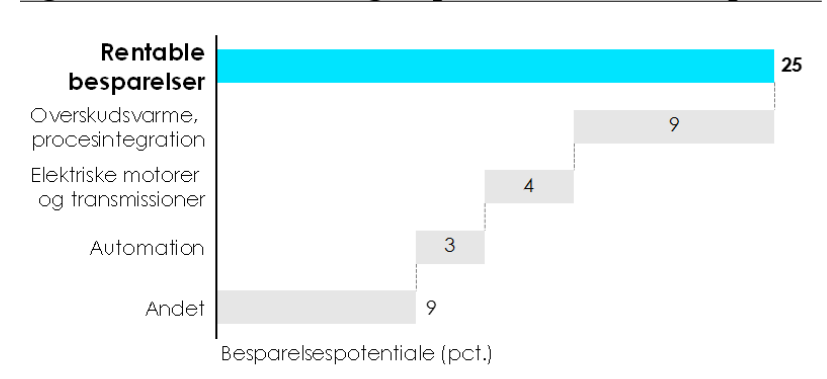 Rentable
besparelser
25
Overskudsvarme,
procesintegration
9
Elektriske motorer
og transmissioner
4
Automation
3
Andet
9
Besparelsespotentiale (pct.)